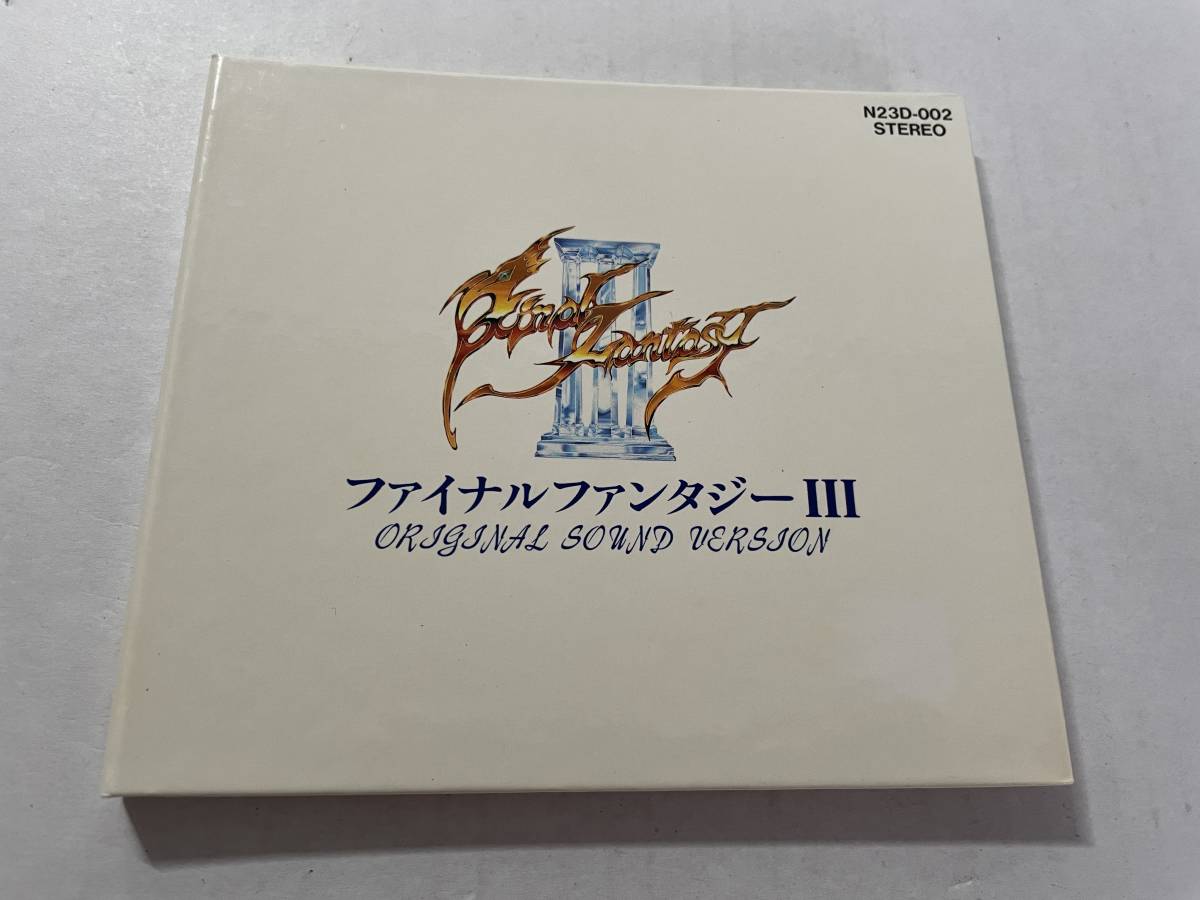 N23D-002
STEREO
Final Fantasy
III
ファイナルファンタジーIII
ORIGINAL SOUND VERSION